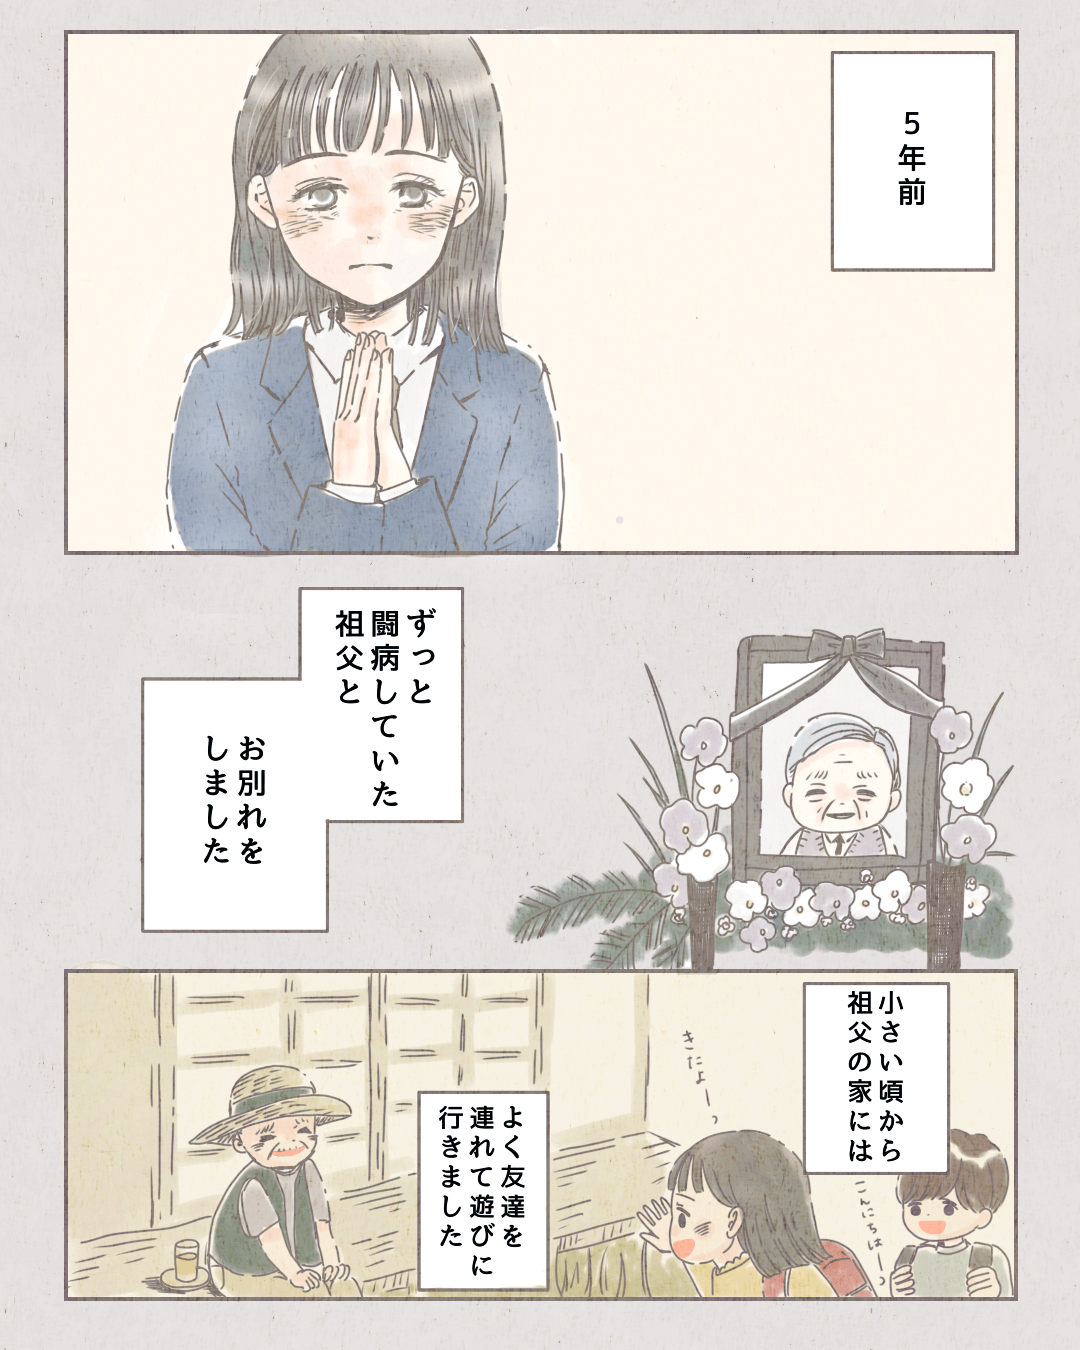 5年前
ずっと
闘病していた
祖父と
お別れを
しました
小さい頃から
祖父の家には
きたよーっ
こんにちはーっ
よく友達を
連れて遊びに
行きました